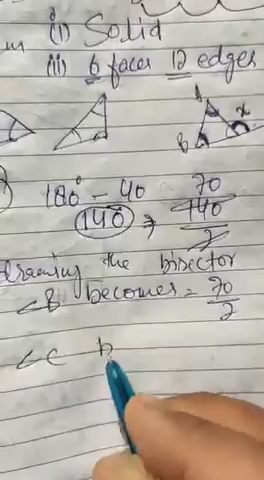 (i) Solid
(ii) 6 faces 12 edges
A
x
B
180° - 40
70
140 ⇒ 140/2
drawing the bisector
∠B becomes = 70/2
∠C b